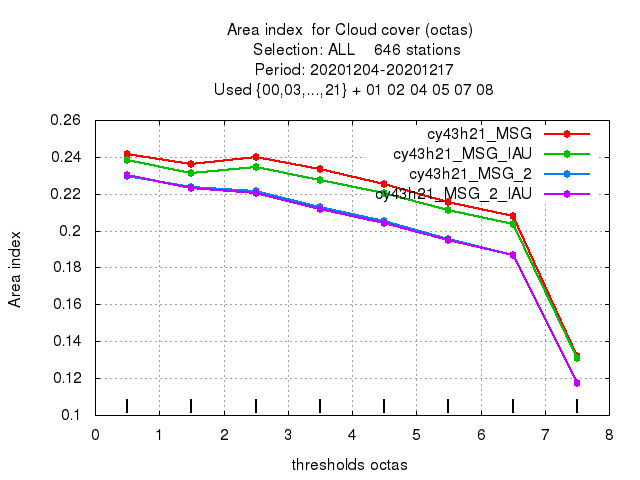 Area index  for Cloud cover (octas)
Selection: ALL    646 stations
Period: 20201204-20201217
Used {00,03,...,21} + 01 02 04 05 07 08
0.26
0.24
0.22
0.2
0.18
0.16
0.14
0.12
0.1
Area index
cy43h21_MSG
cy43h21_MSG_IAU
cy43h21_MSG_2
cy43h21_MSG_2_IAU
0 1 2 3 4 5 6 7 8
thresholds octas